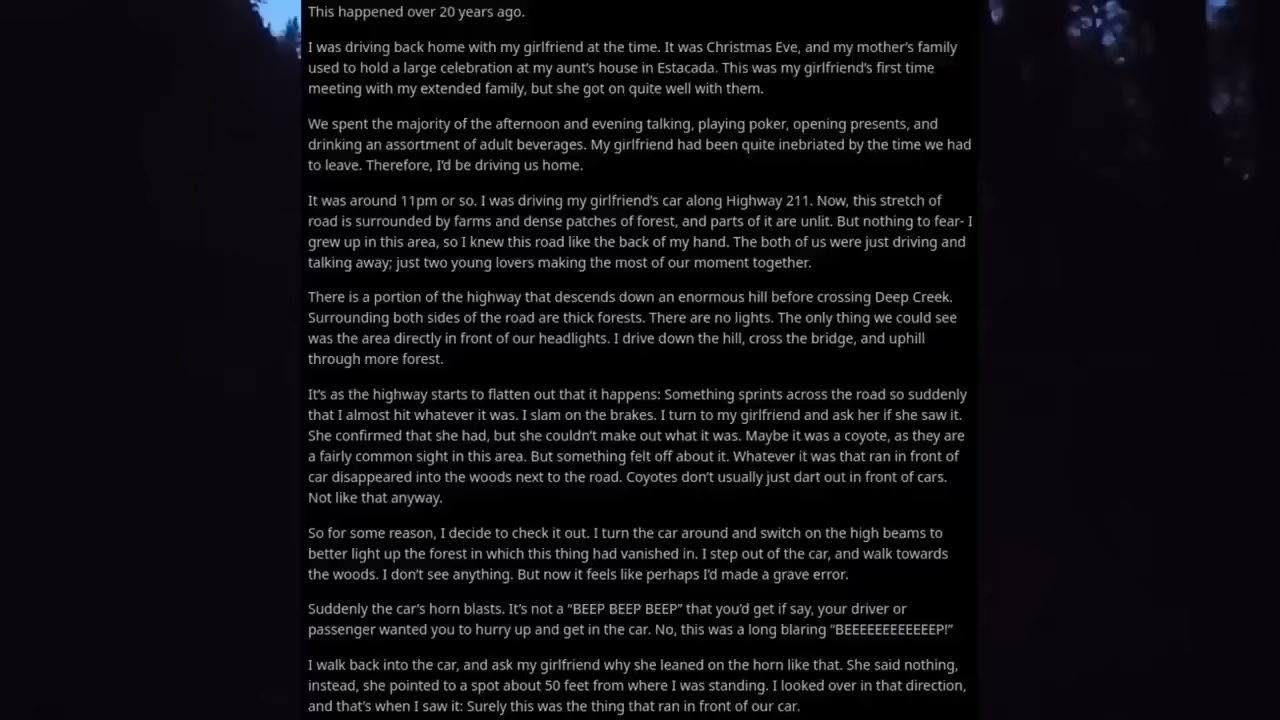 This happened over 20 years ago.
I was driving back home with my girlfriend at the time. It was Christmas Eve, and my mother's family
used to hold a large celebration at my aunt's house in Estacada. This was my girlfriend's first time
meeting with my extended family, but she got on quite well with them.
We spent the majority of the afternoon and evening talking, playing poker, opening presents, and
drinking an assortment of adult beverages. My girlfriend had been quite inebriated by the time we had
to leave. Therefore, I'd be driving us home.
It was around 11pm or so. I was driving my girlfriend's car along Highway 211. Now, this stretch of
road is surrounded by farms and dense patches of forest, and parts of it are unlit. But nothing to fear- I
grew up in this area, so I knew this road like the back of my hand. The both of us were just driving and
talking away; just two young lovers making the most of our moment together.
There is a portion of the highway that descends down an enormous hill before crossing Deep Creek.
Surrounding both sides of the road are thick forests. There are no lights. The only thing we could see
was the area directly in front of our headlights. I drive down the hill, cross the bridge, and uphill
through more forest.
It's as the highway starts to flatten out that it happens: Something sprints across the road so suddenly
that I almost hit whatever it was. I slam on the brakes. I turn to my girlfriend and ask her if she saw it.
She confirmed that she had, but she couldn't make out what it was. Maybe it was a coyote, as they are
a fairly common sight in this area. But something felt off about it. Whatever it was that ran in front of
car disappeared into the woods next to the road. Coyotes don't usually just dart out in front of cars.
Not like that anyway.
So for some reason, I decide to check it out. I turn the car around and switch on the high beams to
better light up the forest in which this thing had vanished in. I step out of the car, and walk towards
the woods. I don't see anything. But now it feels like perhaps I'd made a grave error.
Suddenly the car's horn blasts. It's not a “BEEP BEEP BEEP” that you'd get if say, your driver or
passenger wanted you to hurry up and get in the car. No, this was a long blaring “BEEEEEEEEEEEEP!”
I walk back into the car, and ask my girlfriend why she leaned on the horn like that. She said nothing,
instead, she pointed to a spot about 50 feet from where I was standing. I looked over in that direction,
and that's when I saw it: Surely this was the thing that ran in front of our car.